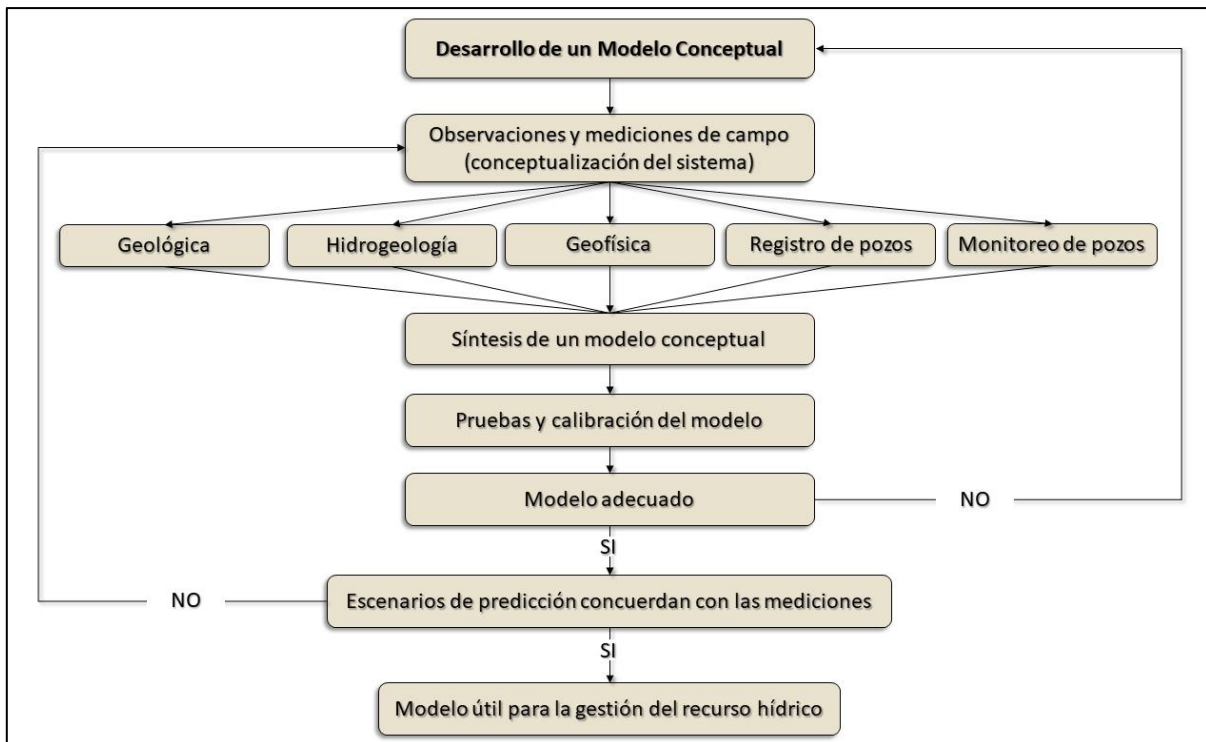 Desarrollo de un Modelo Conceptual
Observaciones y mediciones de campo
(conceptualización del sistema)
Geológica
Hidrogeología
Geofísica
Registro de pozos
Monitoreo de pozos
Síntesis de un modelo conceptual
Pruebas y calibración del modelo
Modelo adecuado
NO
SI
Escenarios de predicción concuerdan con las mediciones
NO
SI
Modelo útil para la gestión del recurso hídrico